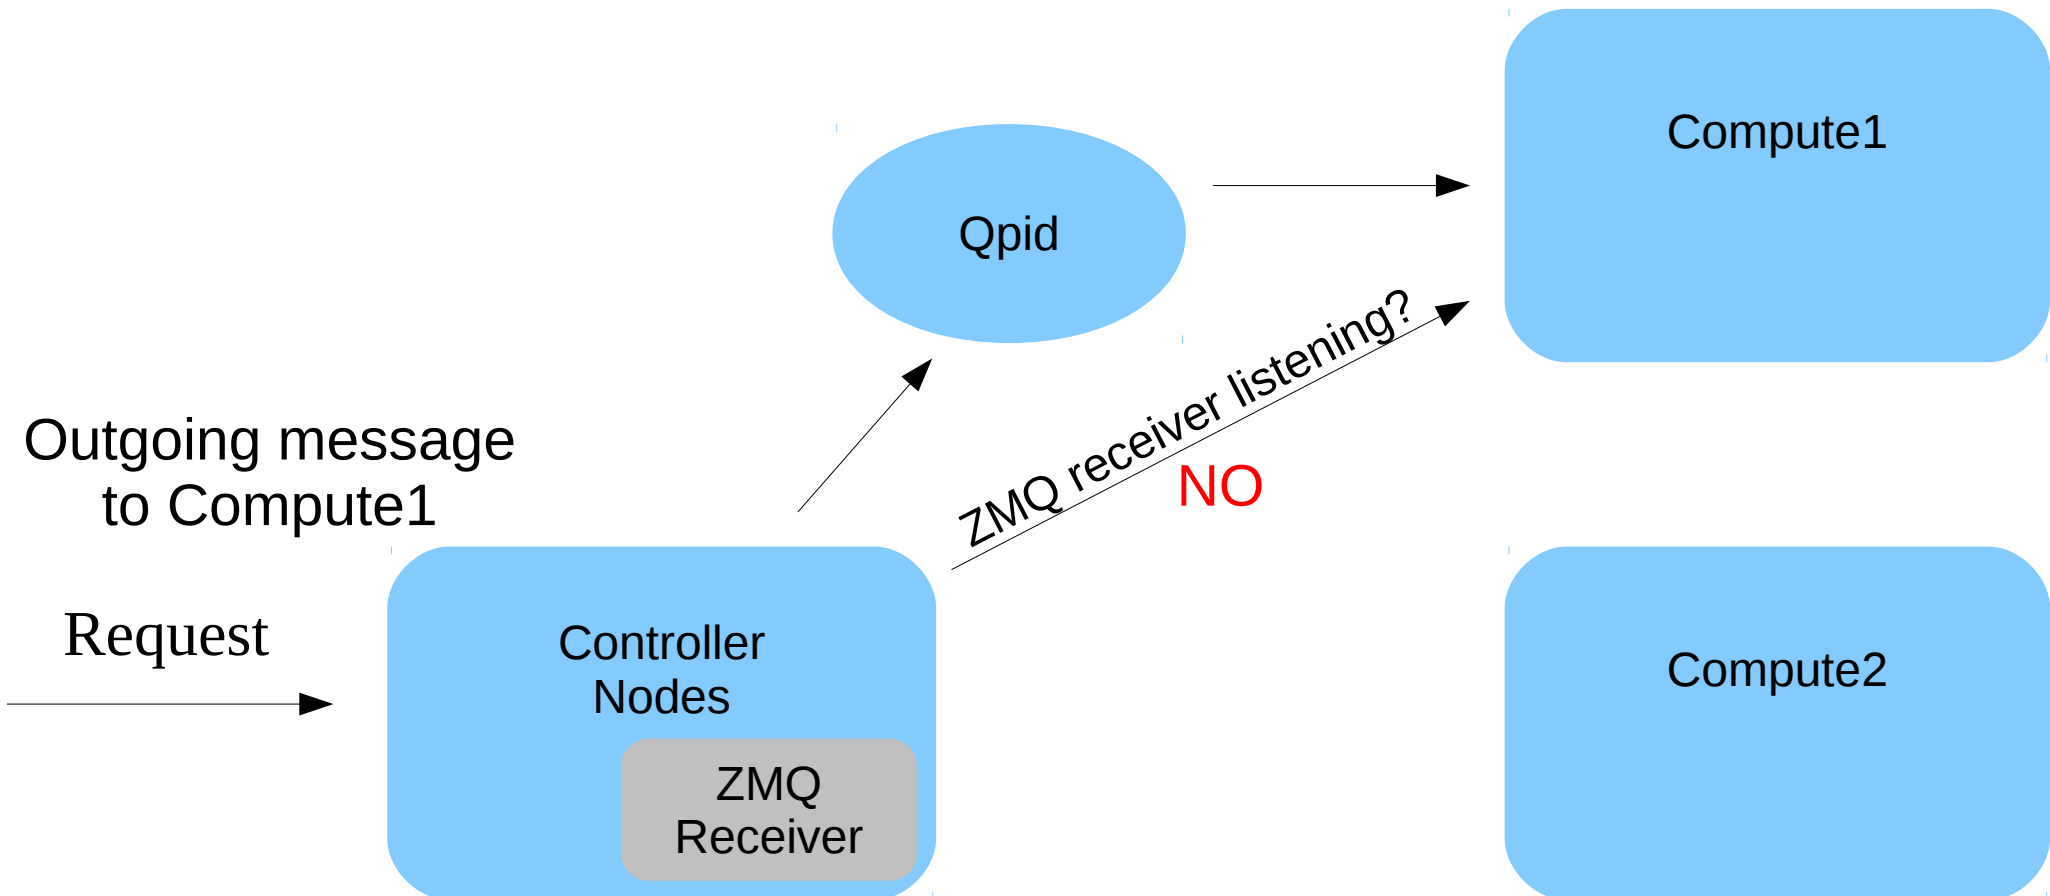 Compute1
Qpid
ZMQ receiver listening?
NO
Outgoing message
to Compute1
Request
Controller
Nodes
ZMQ
Receiver
Compute2